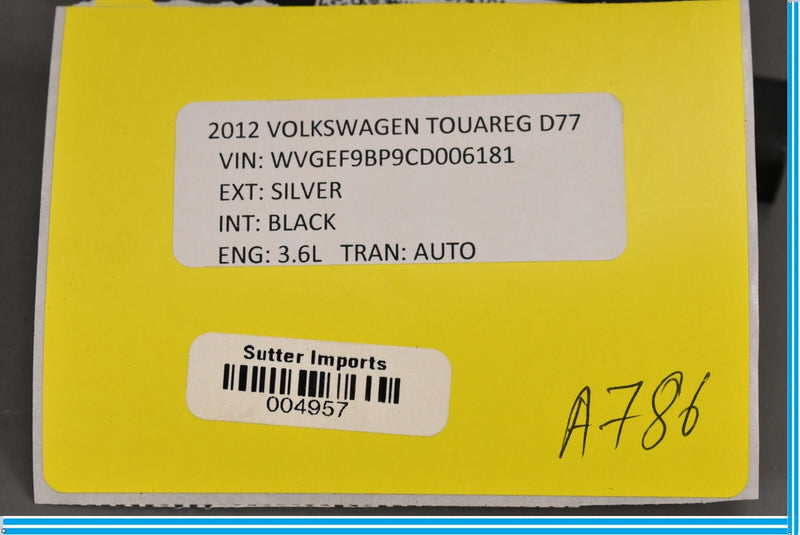 2012 VOLKSWAGEN TOUAREG D77
VIN: WVGEF9BP9CD006181
EXT: SILVER
INT: BLACK
ENG: 3.6L TRAN: AUTO
Sutter Imports
004957
A786